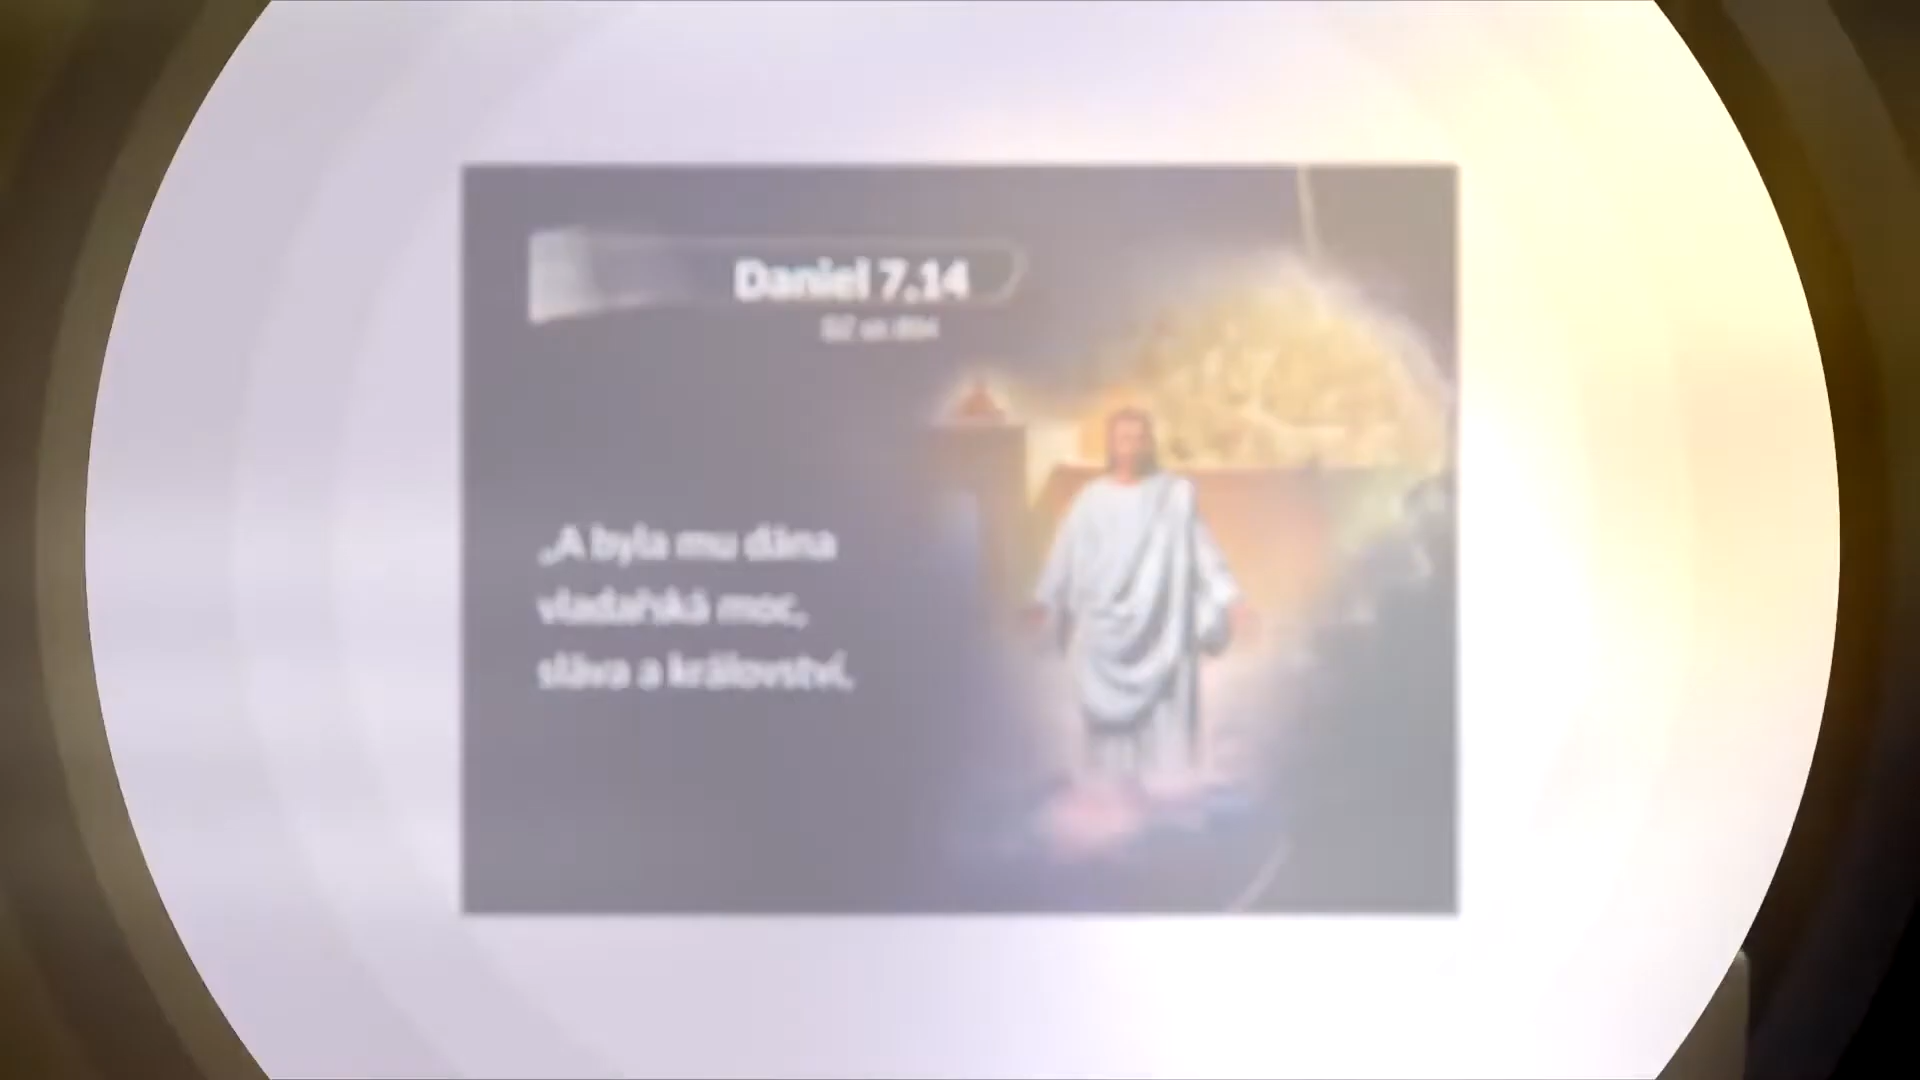 Daniel 7.14
„A byla mu dána
vladařská moc,
sláva a království,